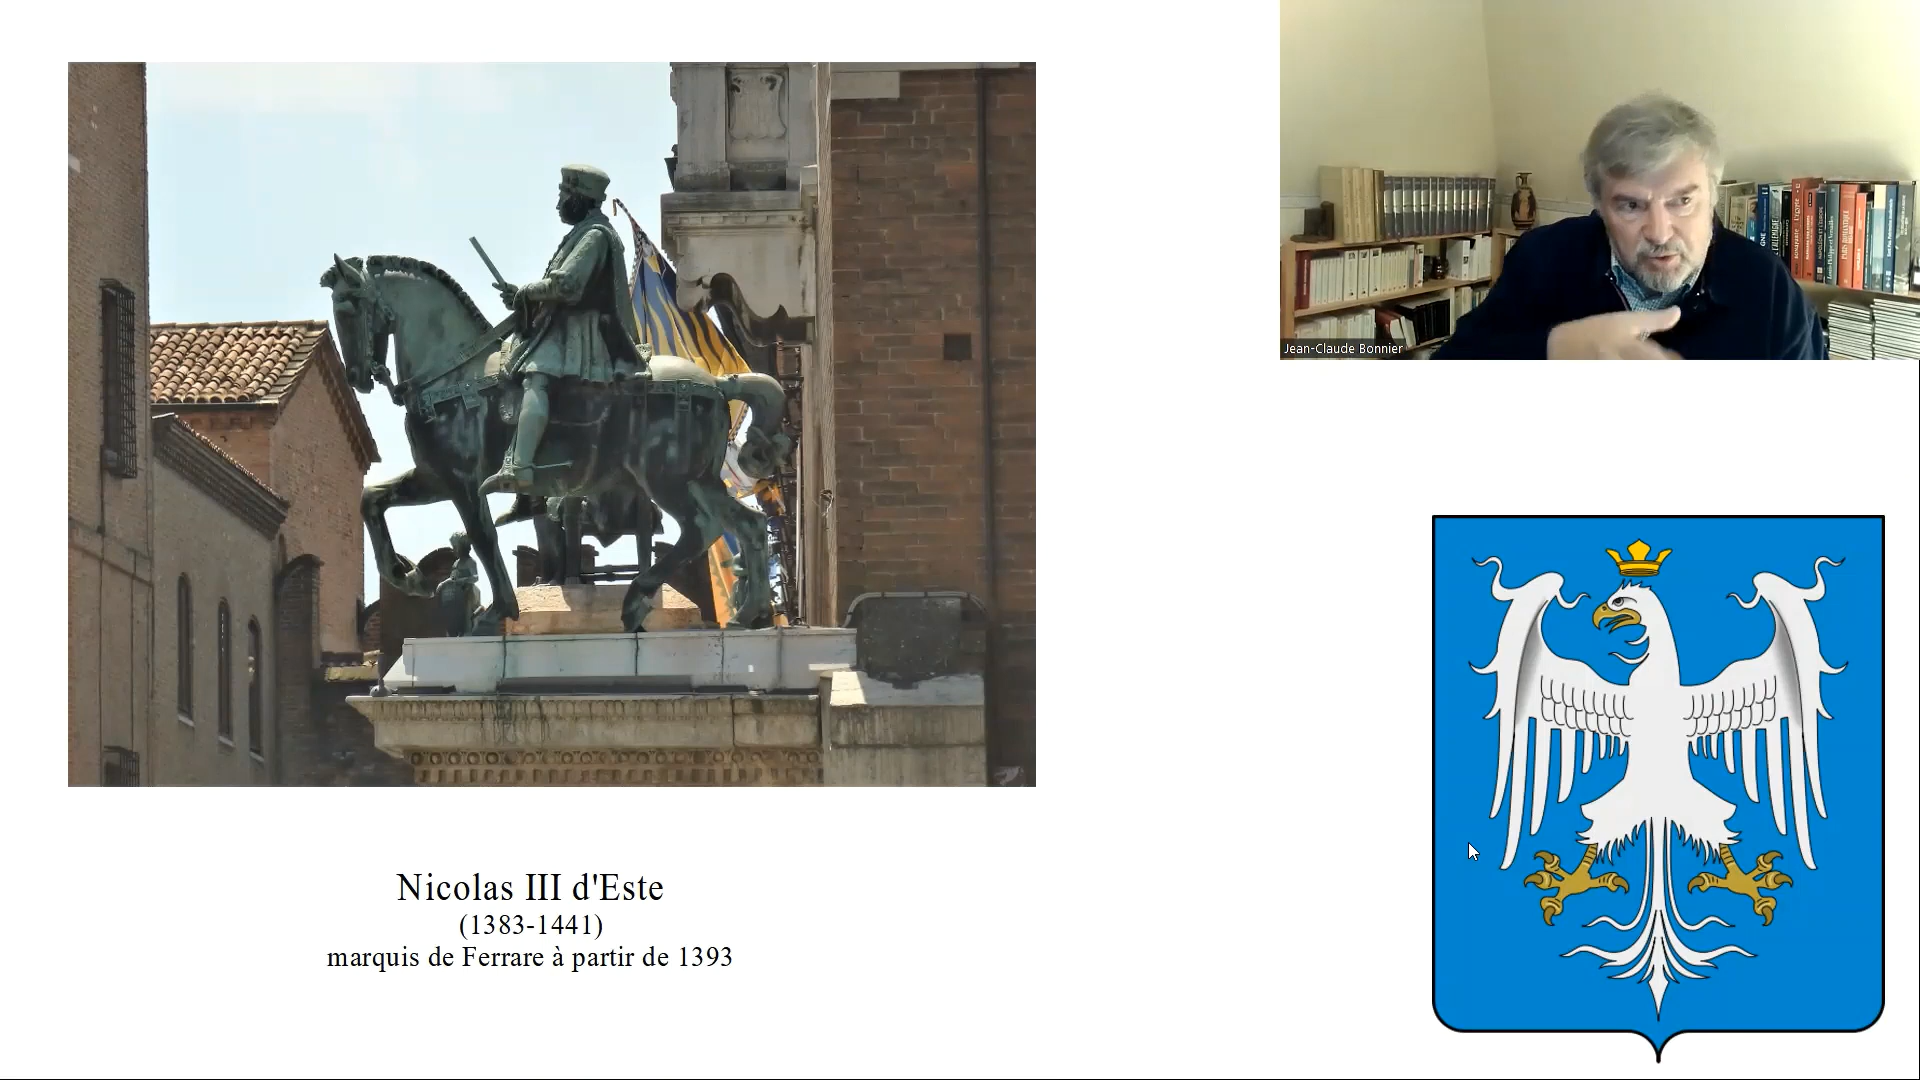 Jean-Claude Bonnier
Nicolas III d'Este
(1383-1441)
marquis de Ferrare à partir de 1393